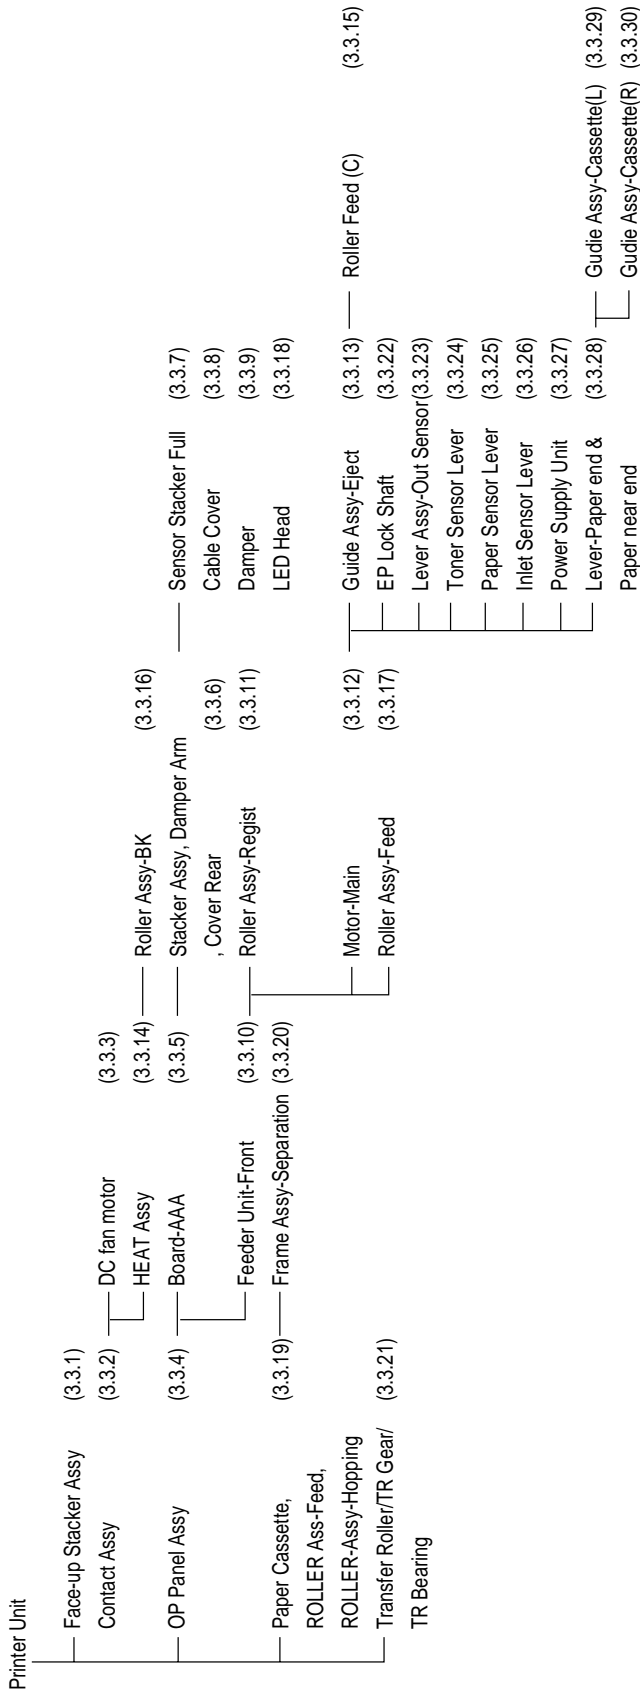 Printer Unit
Face-up Stacker Assy (3.3.1)
Contact Assy (3.3.2)
DC fan motor (3.3.3)
HEAT Assy (3.3.14)
Roller Assy-BK (3.3.16)
OP Panel Assy (3.3.4)
Board-AAA (3.3.5)
Stacker Assy, Damper Arm
, Cover Rear (3.3.6)
Sensor Stacker Full (3.3.7)
Cable Cover (3.3.8)
Damper (3.3.9)
LED Head (3.3.18)
Feeder Unit-Front (3.3.10)
Roller Assy-Regist (3.3.11)
Motor-Main (3.3.12)
Roller Assy-Feed (3.3.17)
Guide Assy-Eject (3.3.13)
Roller Feed (C) (3.3.15)
EP Lock Shaft (3.3.22)
Lever Assy-Out Sensor(3.3.23)
Toner Sensor Lever (3.3.24)
Paper Sensor Lever (3.3.25)
Inlet Sensor Lever (3.3.26)
Power Supply Unit (3.3.27)
Lever-Paper end & (3.3.28)
Paper near end
Gudie Assy-Cassette(L) (3.3.29)
Gudie Assy-Cassette(R) (3.3.30)
Paper Cassette, (3.3.19)
ROLLER Ass-Feed,
ROLLER-Assy-Hopping
Frame Assy-Separation (3.3.20)
Transfer Roller/TR Gear/ (3.3.21)
TR Bearing